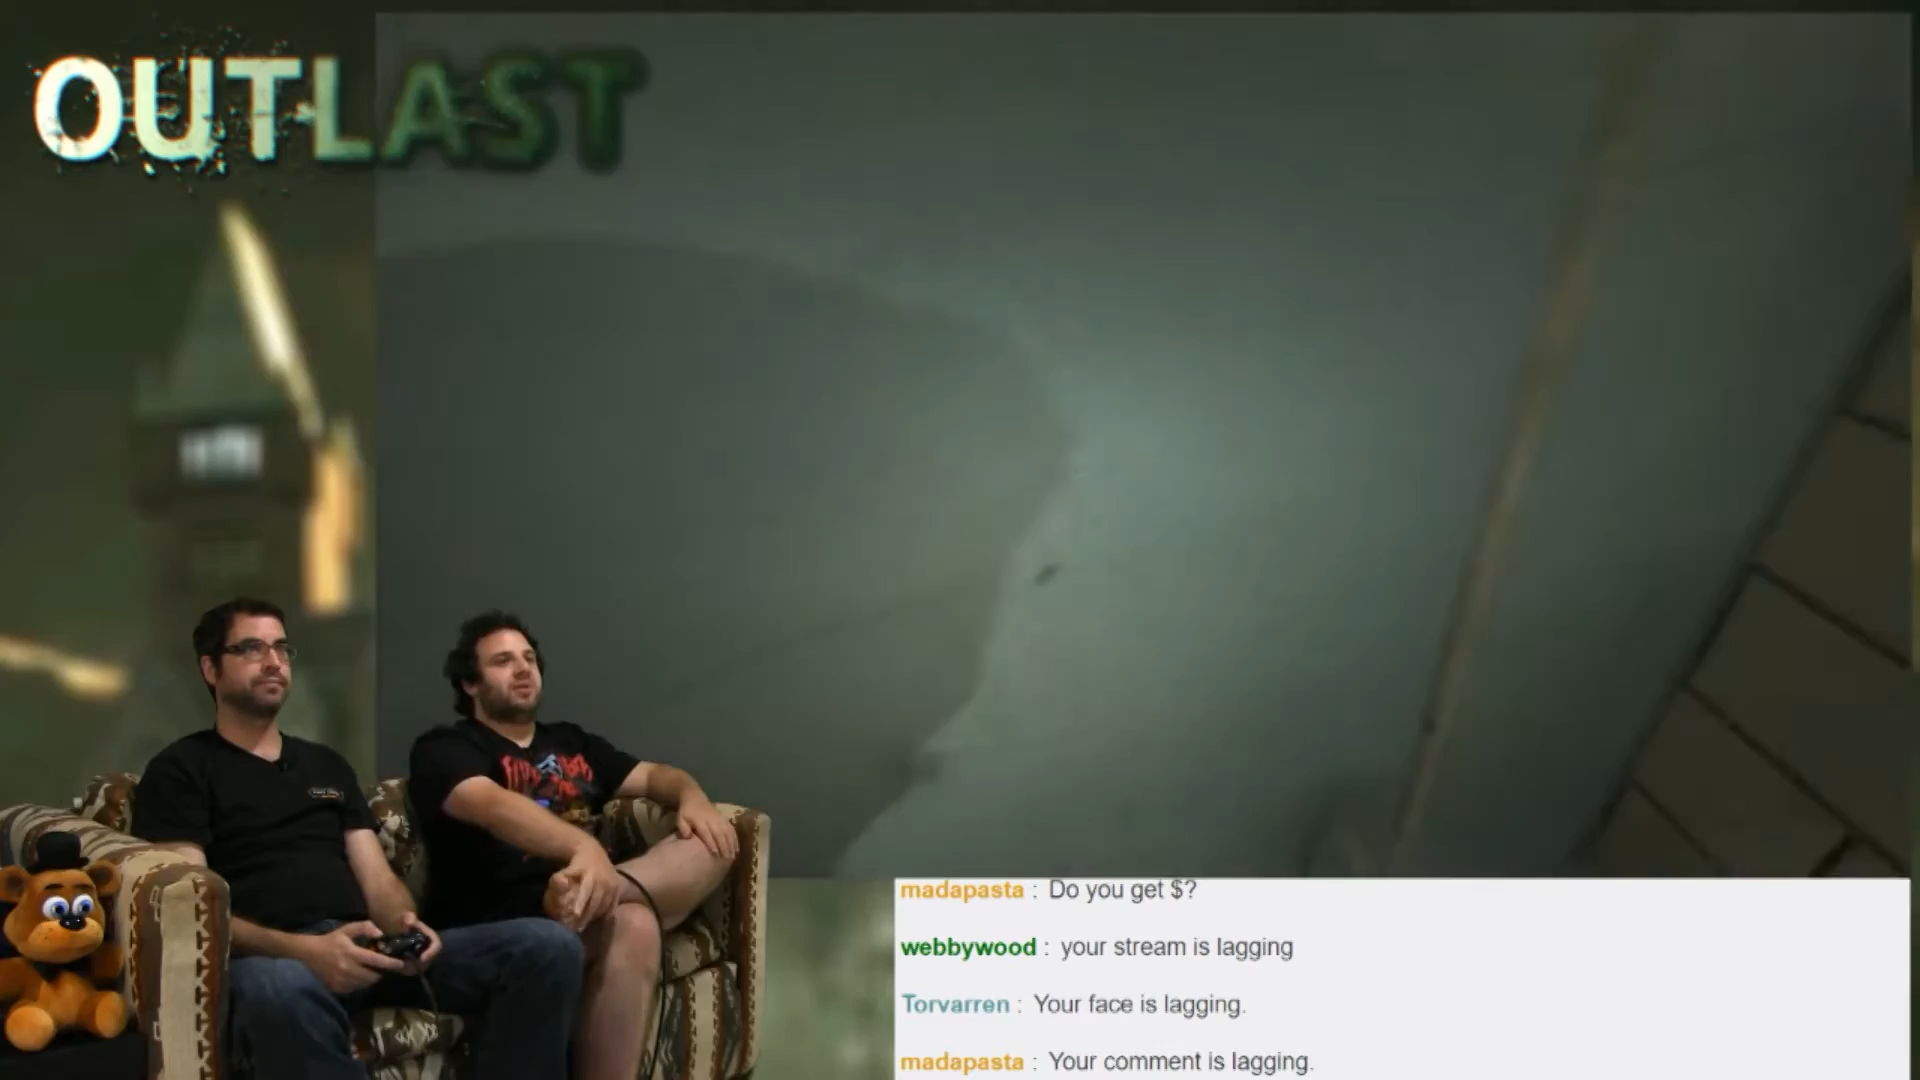 OUTLAST
madapasta : Do you get $?
webbywood : your stream is lagging
Torvarren : Your face is lagging.
madapasta : Your comment is lagging.